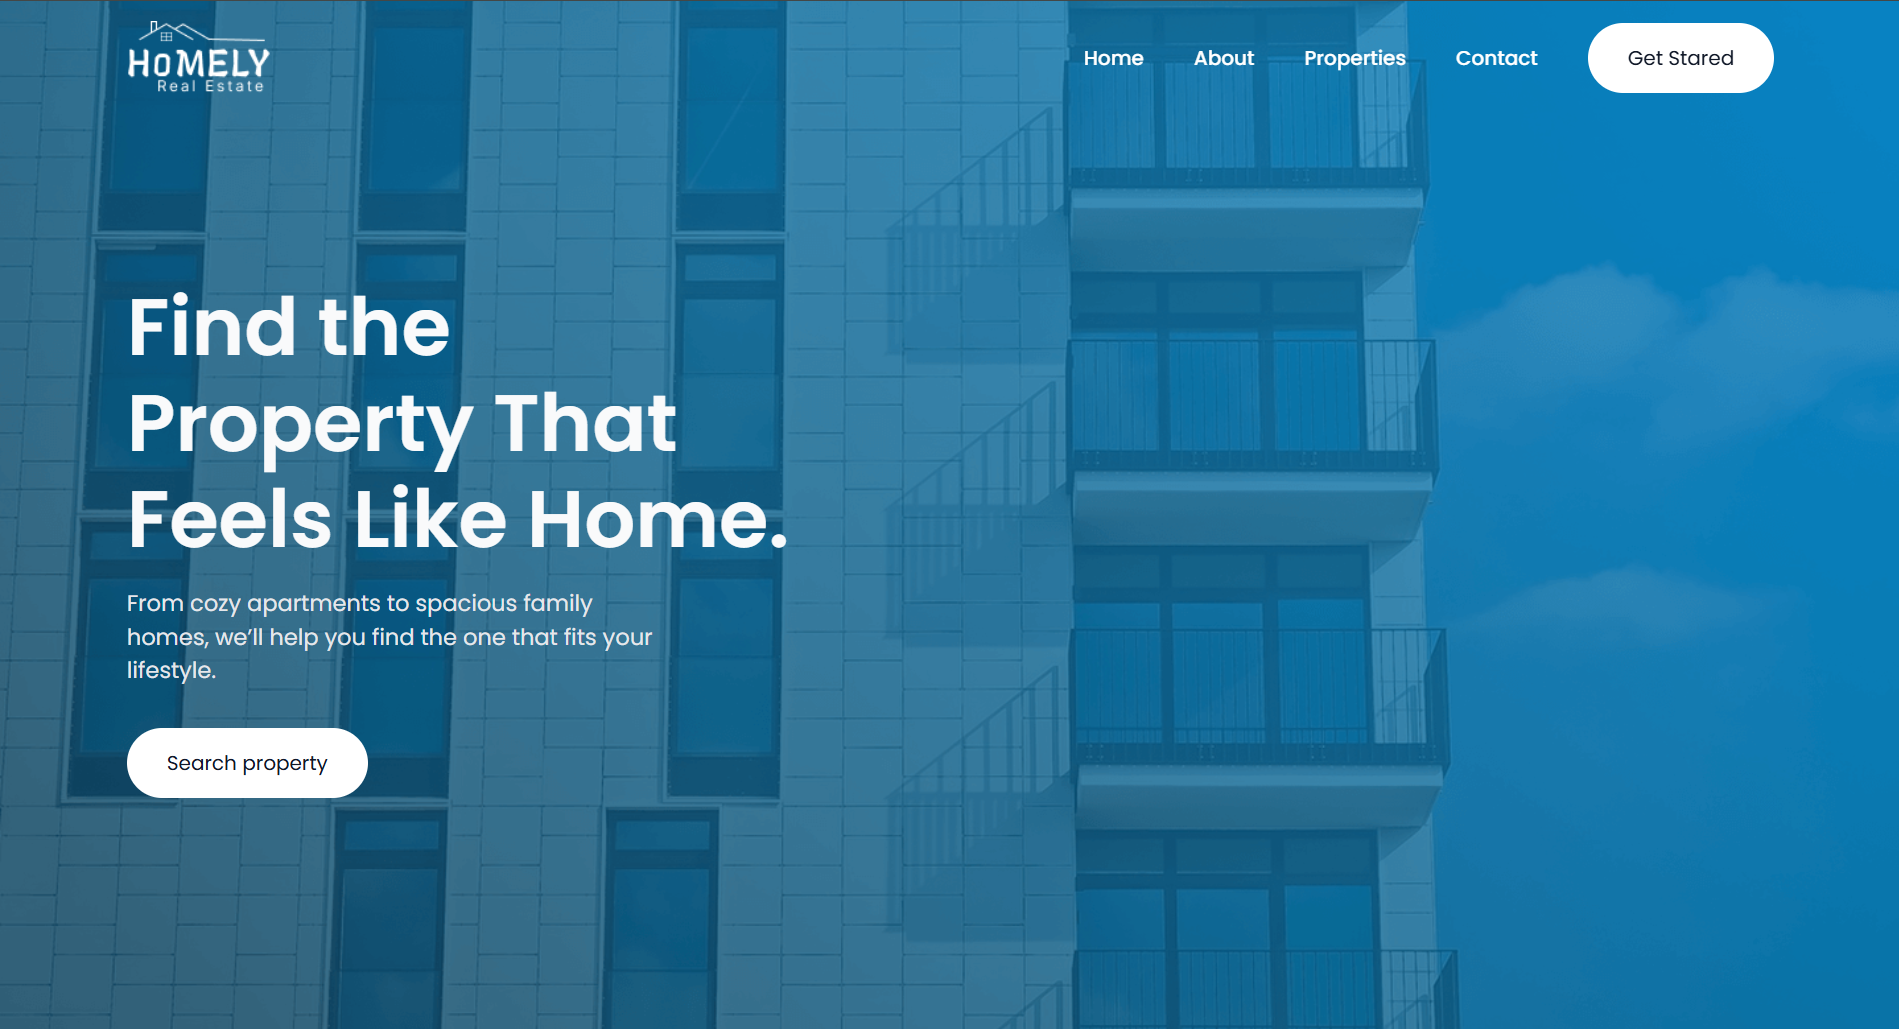 HoMELY
Real Estate
Home About Properties Contact Get Stared
Find the
Property That
Feels Like Home.
From cozy apartments to spacious family
homes, we’ll help you find the one that fits your
lifestyle.
Search property